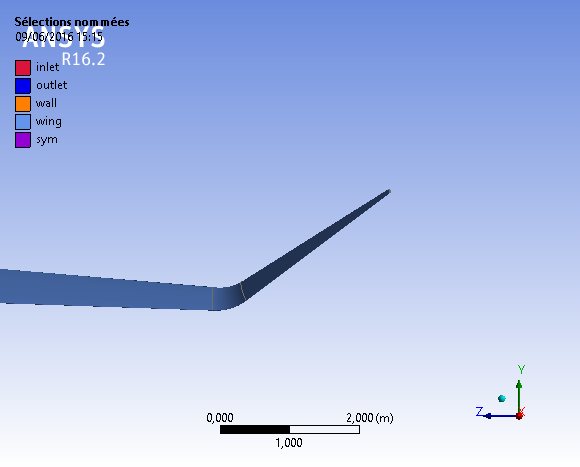 Sélections nommées
09/06/2016 15:15
ANSYS
R16.2
inlet
outlet
wall
wing
sym
0,000
2,000 (m)
1,000
Y
Z
X